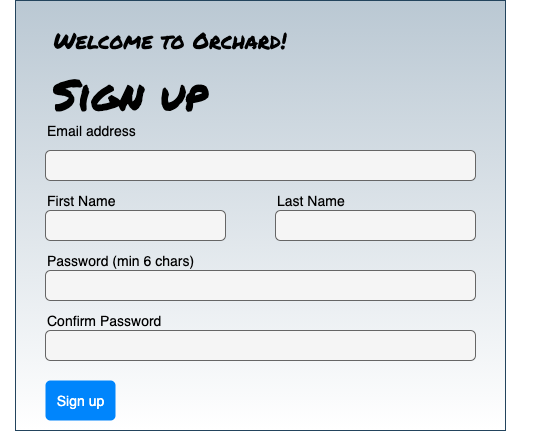 Welcome to Orchard!
Sign up
Email address
First Name Last Name
Password (min 6 chars)
Confirm Password
Sign up